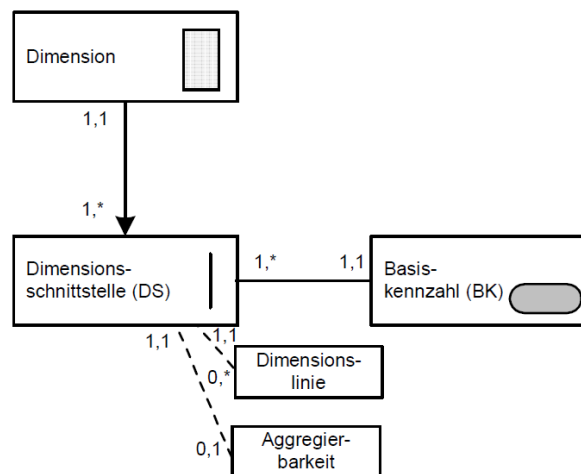 Dimension
1,1
1,*
Dimensions-
schnittstelle (DS)
1,*
1,1
Basis-
kennzahl (BK)
1,1
1,1
0,*
Dimensions-
linie
0,1
Aggregier-
barkeit